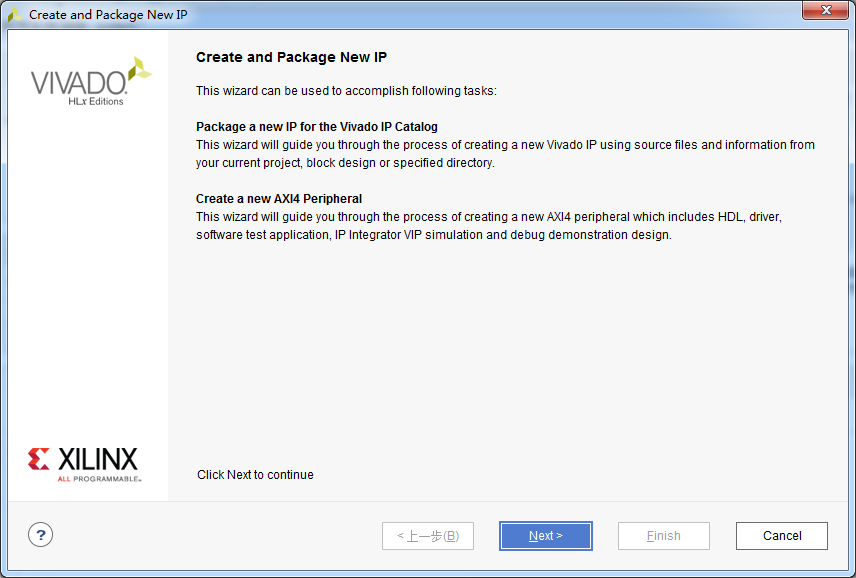 Create and Package New IP
VIVADO.
HLx Editions
Create and Package New IP
This wizard can be used to accomplish following tasks:
Package a new IP for the Vivado IP Catalog
This wizard will guide you through the process of creating a new Vivado IP using source files and information from
your current project, block design or specified directory.
Create a new AXI4 Peripheral
This wizard will guide you through the process of creating a new AXI4 peripheral which includes HDL, driver,
software test application, IP Integrator VIP simulation and debug demonstration design.
XILINX
ALL PROGRAMMABLE™
Click Next to continue
?
< 上一步(B)
Next >
Finish
Cancel